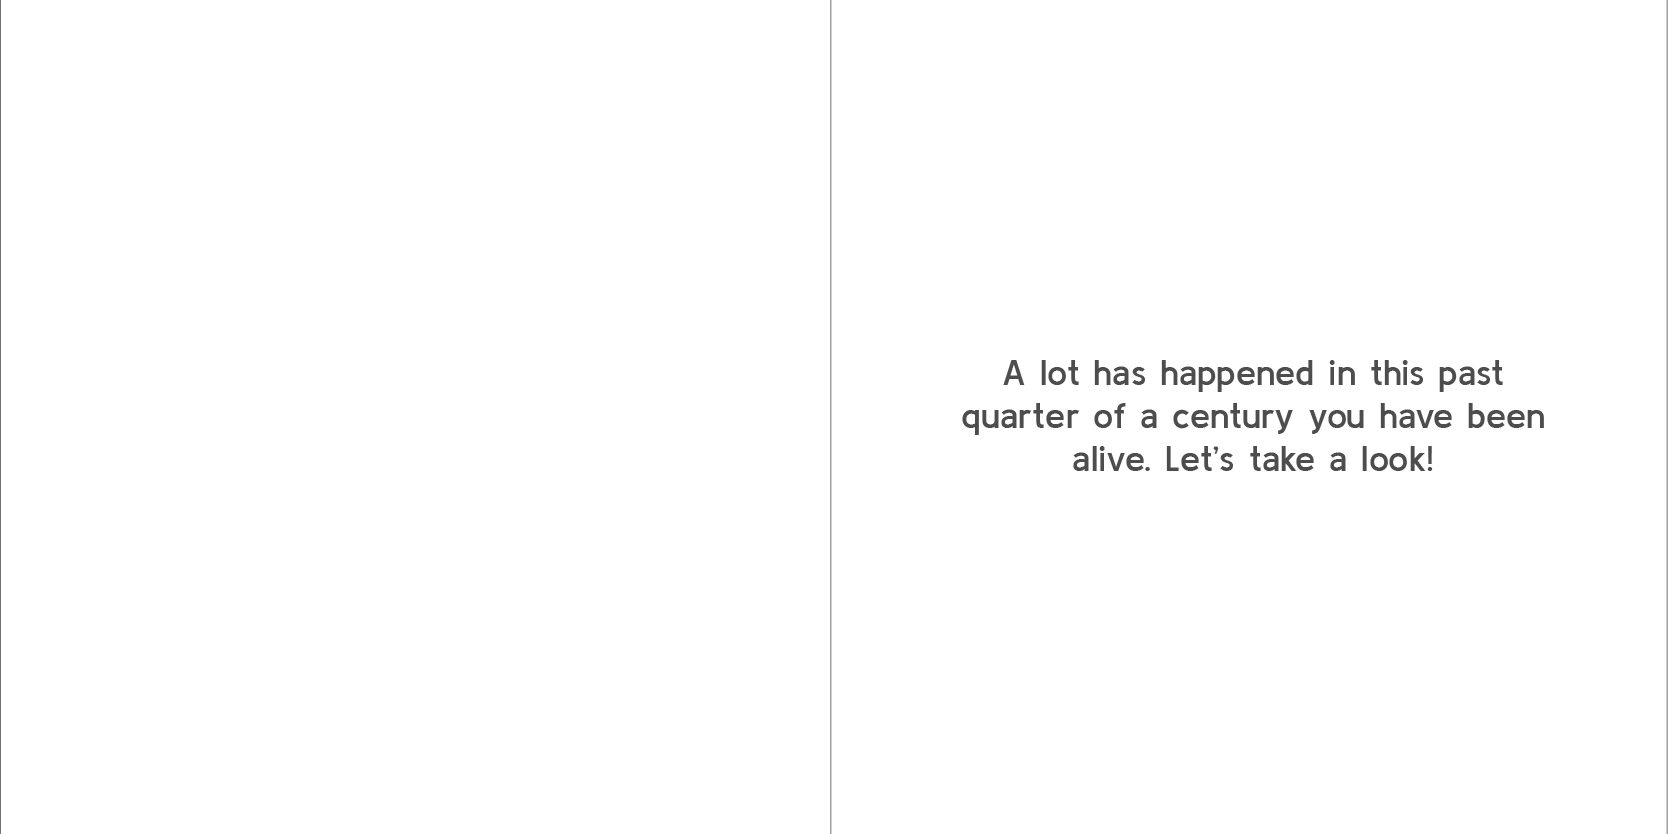 A lot has happened in this past
quarter of a century you have been
alive. Let’s take a look!